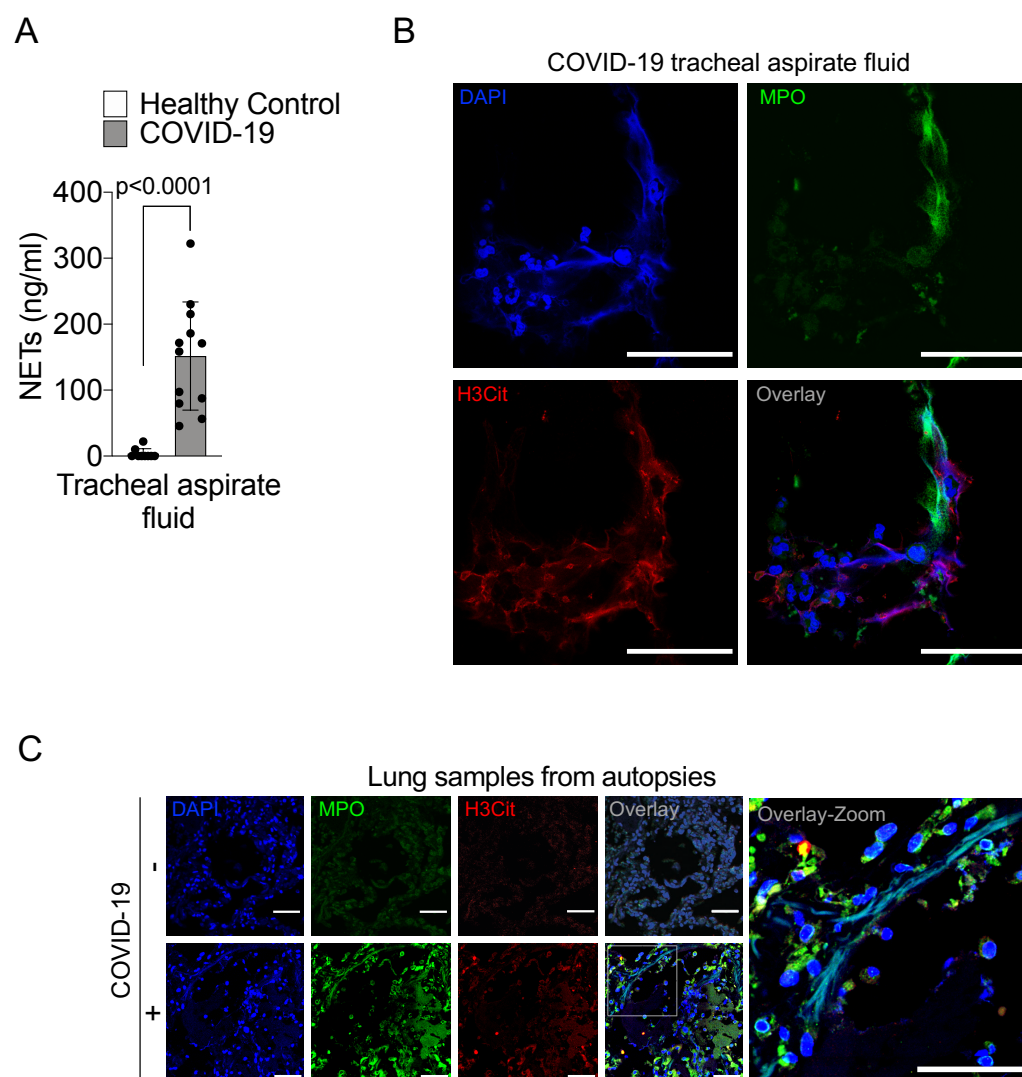 A
Healthy Control
COVID-19
p<0.0001
400
300
200
100
0
NETs (ng/ml)
Tracheal aspirate
fluid
B
COVID-19 tracheal aspirate fluid
DAPI
MPO
H3Cit
Overlay
C
Lung samples from autopsies
DAPI
MPO
H3Cit
Overlay
Overlay-Zoom
COVID-19
-
+